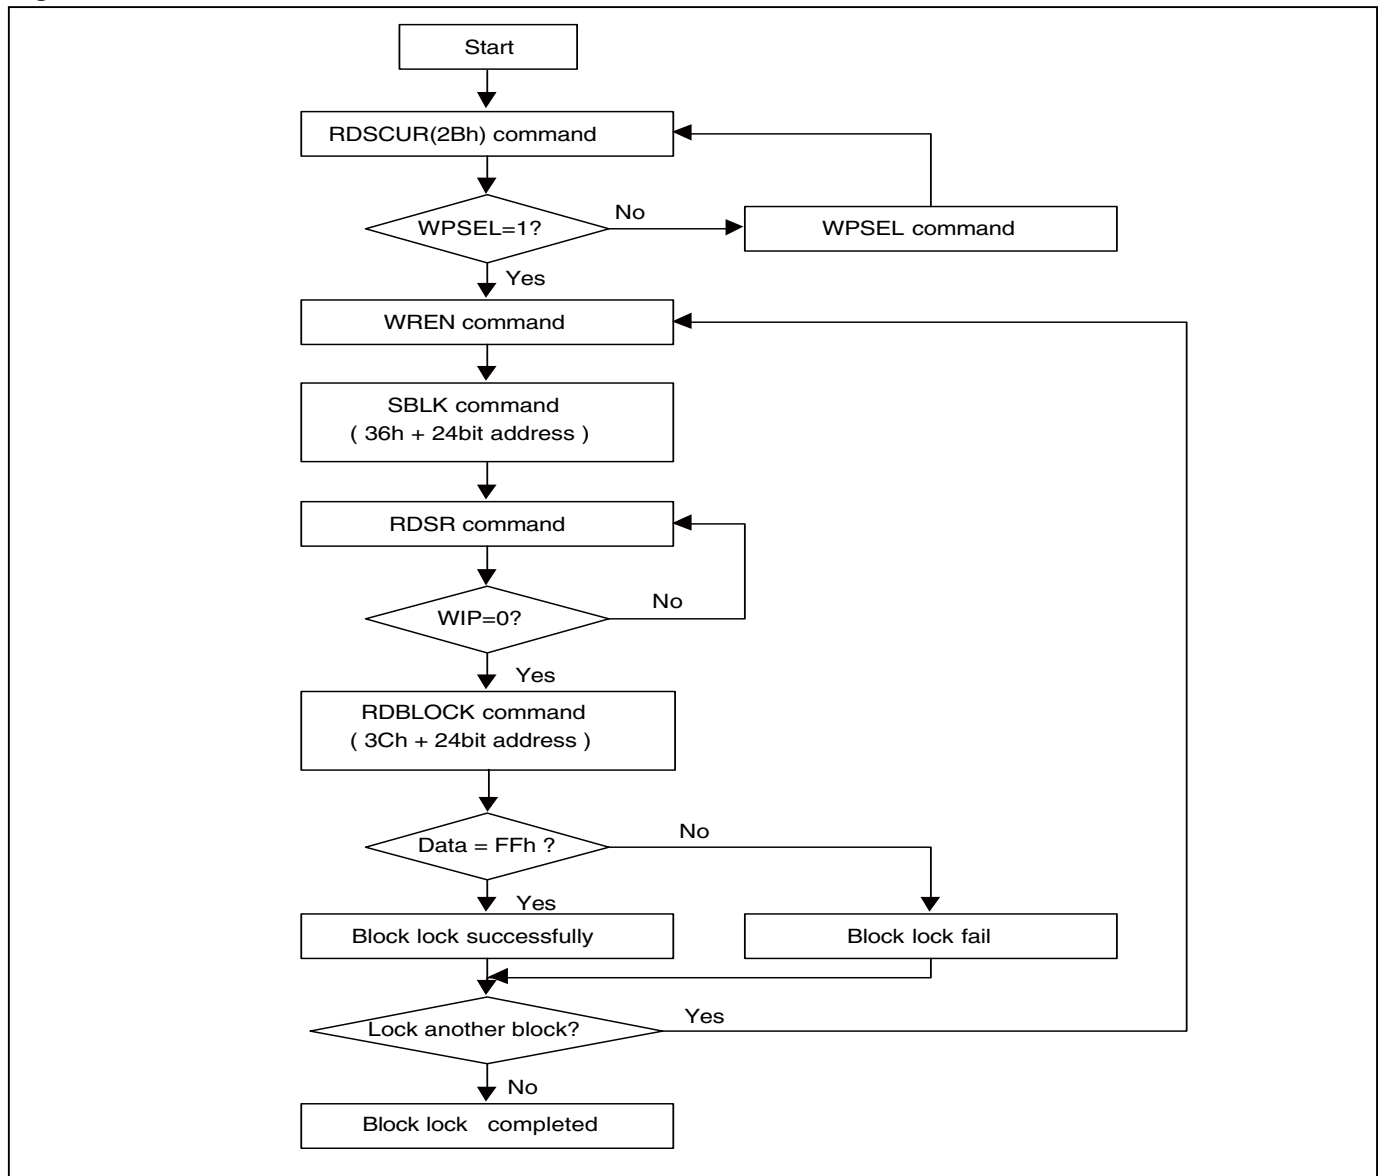 Start
RDSCUR(2Bh) command
WPSEL=1?
No
WPSEL command
Yes
WREN command
SBLK command
( 36h + 24bit address )
RDSR command
WIP=0?
No
Yes
RDBLOCK command
( 3Ch + 24bit address )
Data = FFh ?
No
Yes
Block lock successfully
Block lock fail
Lock another block?
Yes
No
Block lock completed